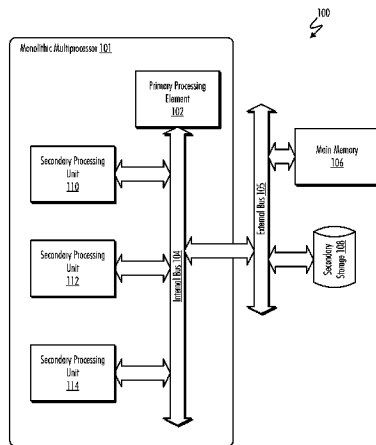 100
Monolithic Multiprocessor 101
Primary Processing
Element
102
Secondary Processing
Unit
110
Secondary Processing
Unit
112
Secondary Processing
Unit
114
Internal Bus 104
External Bus 105
Main Memory
106
Secondary
Storage 108